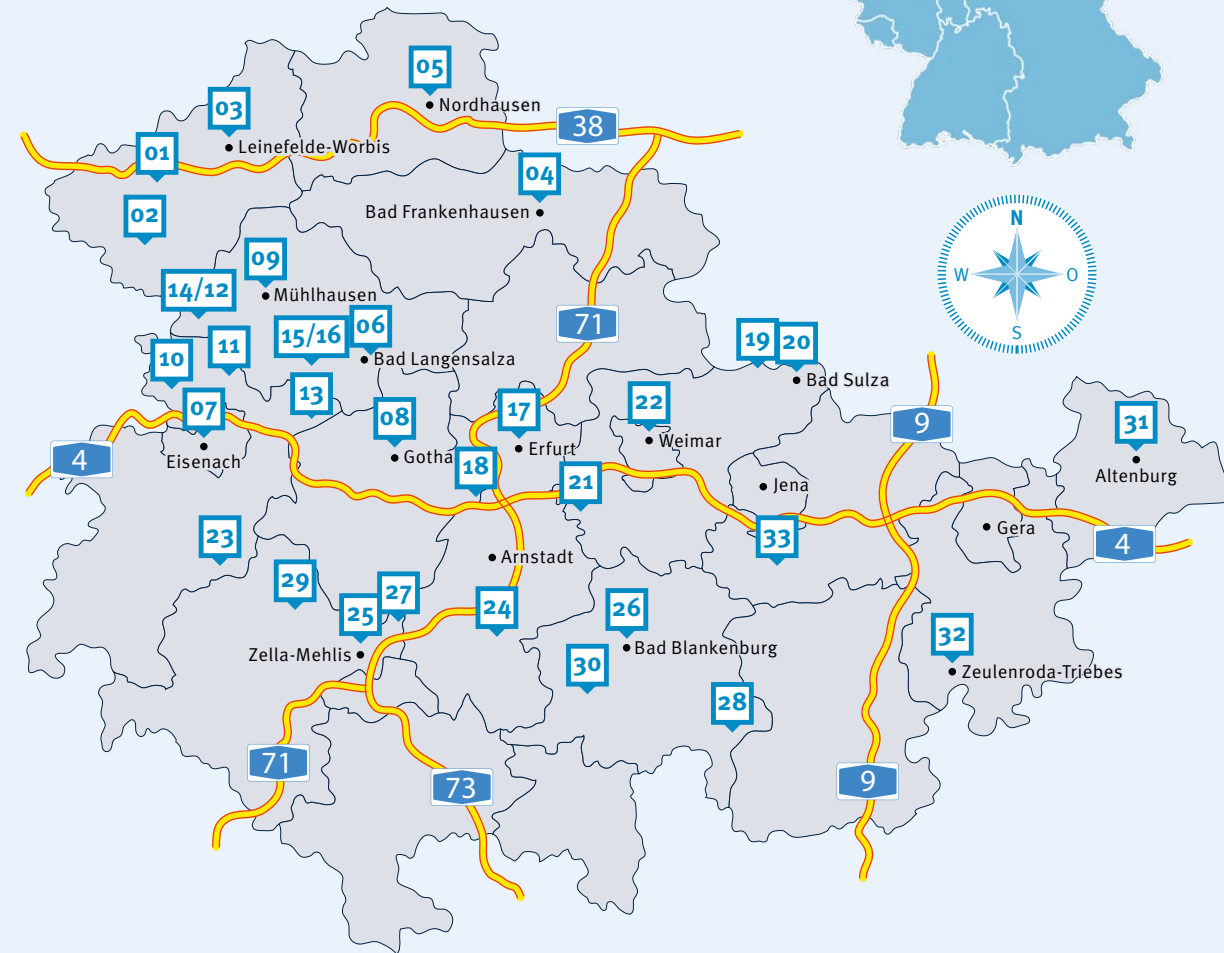 05
Nordhausen
03
38
Leinefelde-Worbis
01
04
02
Bad Frankenhausen
N
W
O
S
09
14/12
Mühlhausen
71
15/16
06
19
20
10
11
Bad Langensalza
Bad Sulza
13
07
08
17
22
9
31
4
Eisenach
Gotha
18
Erfurt
Weimar
Altenburg
21
Jena
23
Arnstadt
33
Gera
4
29
27
25
24
26
32
Zella-Mehlis
30
Bad Blankenburg
Zeulenroda-Triebes
28
71
73
9